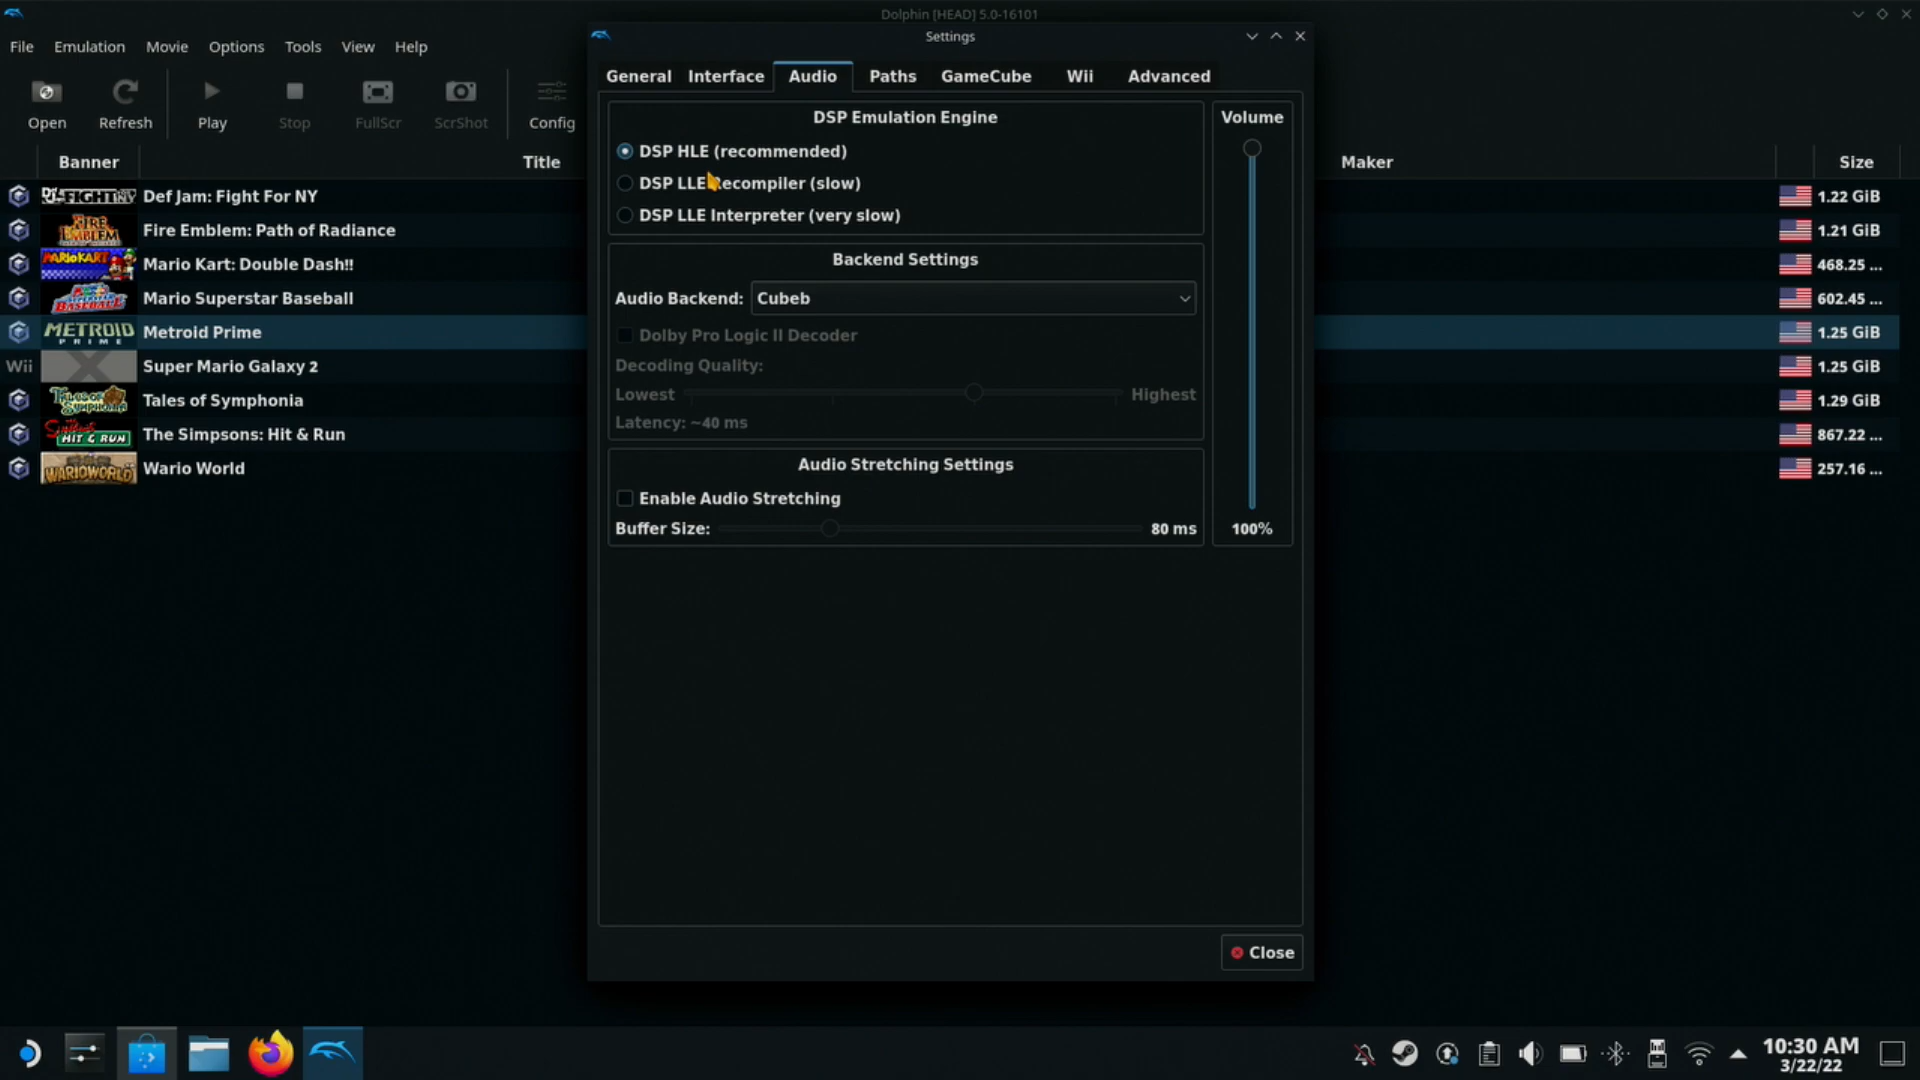 Dolphin [HEAD] 5.0-16101
File Emulation Movie Options Tools View Help
Open Refresh Play Stop FullScr ScrShot Config
Banner Title Maker Size
Def Jam: Fight For NY 1.22 GiB
Fire Emblem: Path of Radiance 1.21 GiB
MARIOKART Mario Kart: Double Dash!! 468.25 ...
Mario Superstar Baseball 602.45 ...
METROID PRIME Metroid Prime 1.25 GiB
Wii Super Mario Galaxy 2 1.25 GiB
Tales of Symphonia 1.29 GiB
HIT & RUN The Simpsons: Hit & Run 867.22 ...
WARIOWORLD Wario World 257.16 ...
Settings
General Interface Audio Paths GameCube Wii Advanced
DSP Emulation Engine
DSP HLE (recommended)
DSP LLE Recompiler (slow)
DSP LLE Interpreter (very slow)
Backend Settings
Audio Backend: Cubeb
Dolby Pro Logic II Decoder
Decoding Quality:
Lowest Highest
Latency: ~40 ms
Audio Stretching Settings
Enable Audio Stretching
Buffer Size: 80 ms
Volume
100%
Close
10:30 AM
3/22/22